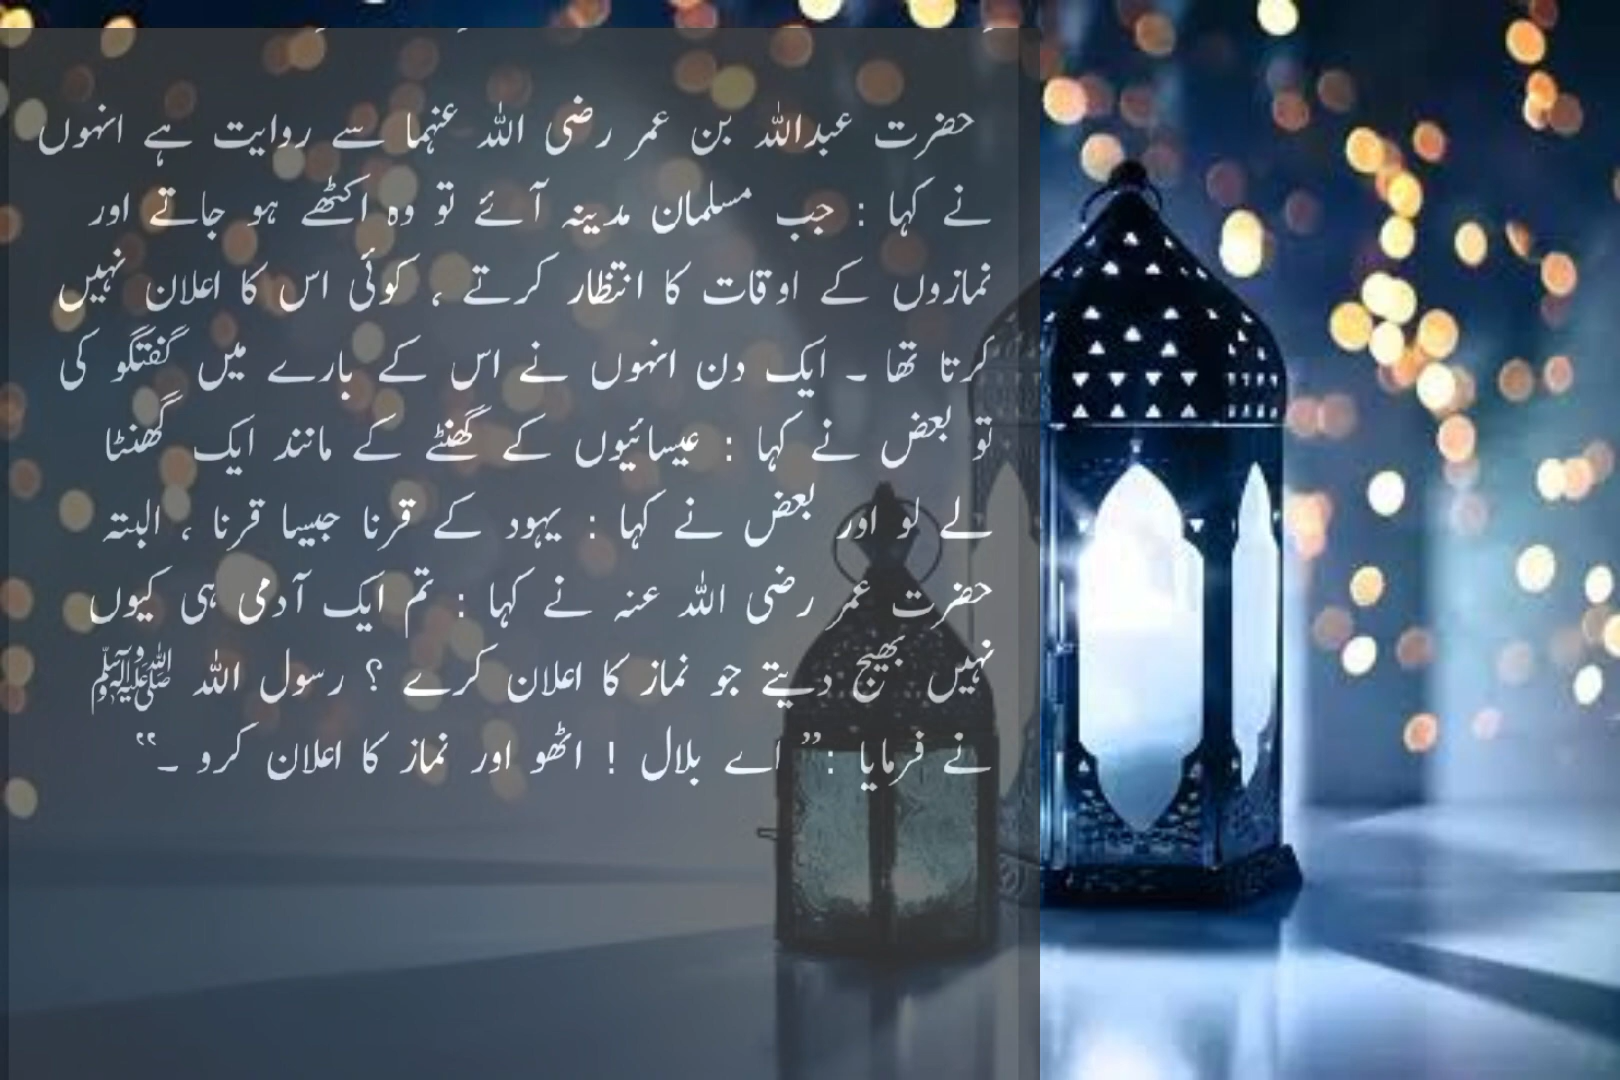 حضرت عبداللہ بن عمر رضی اللہ عنہما سے روایت ہے انہوں
نے کہا : جب مسلمان مدینہ آئے تو وہ اکٹھے ہو جاتے اور
نمازوں کے اوقات کا انتظار کرتے ، کوئی اس کا اعلان نہیں
کرتا تھا ۔ ایک دن انہوں نے اس کے بارے میں گفتگو کی
تو بعض نے کہا : عیسائیوں کے گھنٹے کے مانند ایک گھنٹا
لے لو اور بعض نے کہا : یہود کے قرنا جیسا قرنا ، البتہ
حضرت عمر رضی اللہ عنہ نے کہا : تم ایک آدمی ہی کیوں
نہیں بھیج دیتے جو نماز کا اعلان کرے ؟ رسول اللہ ﷺ
نے فرمایا :’’ اے بلال ! اٹھو اور نماز کا اعلان کرو ۔‘‘